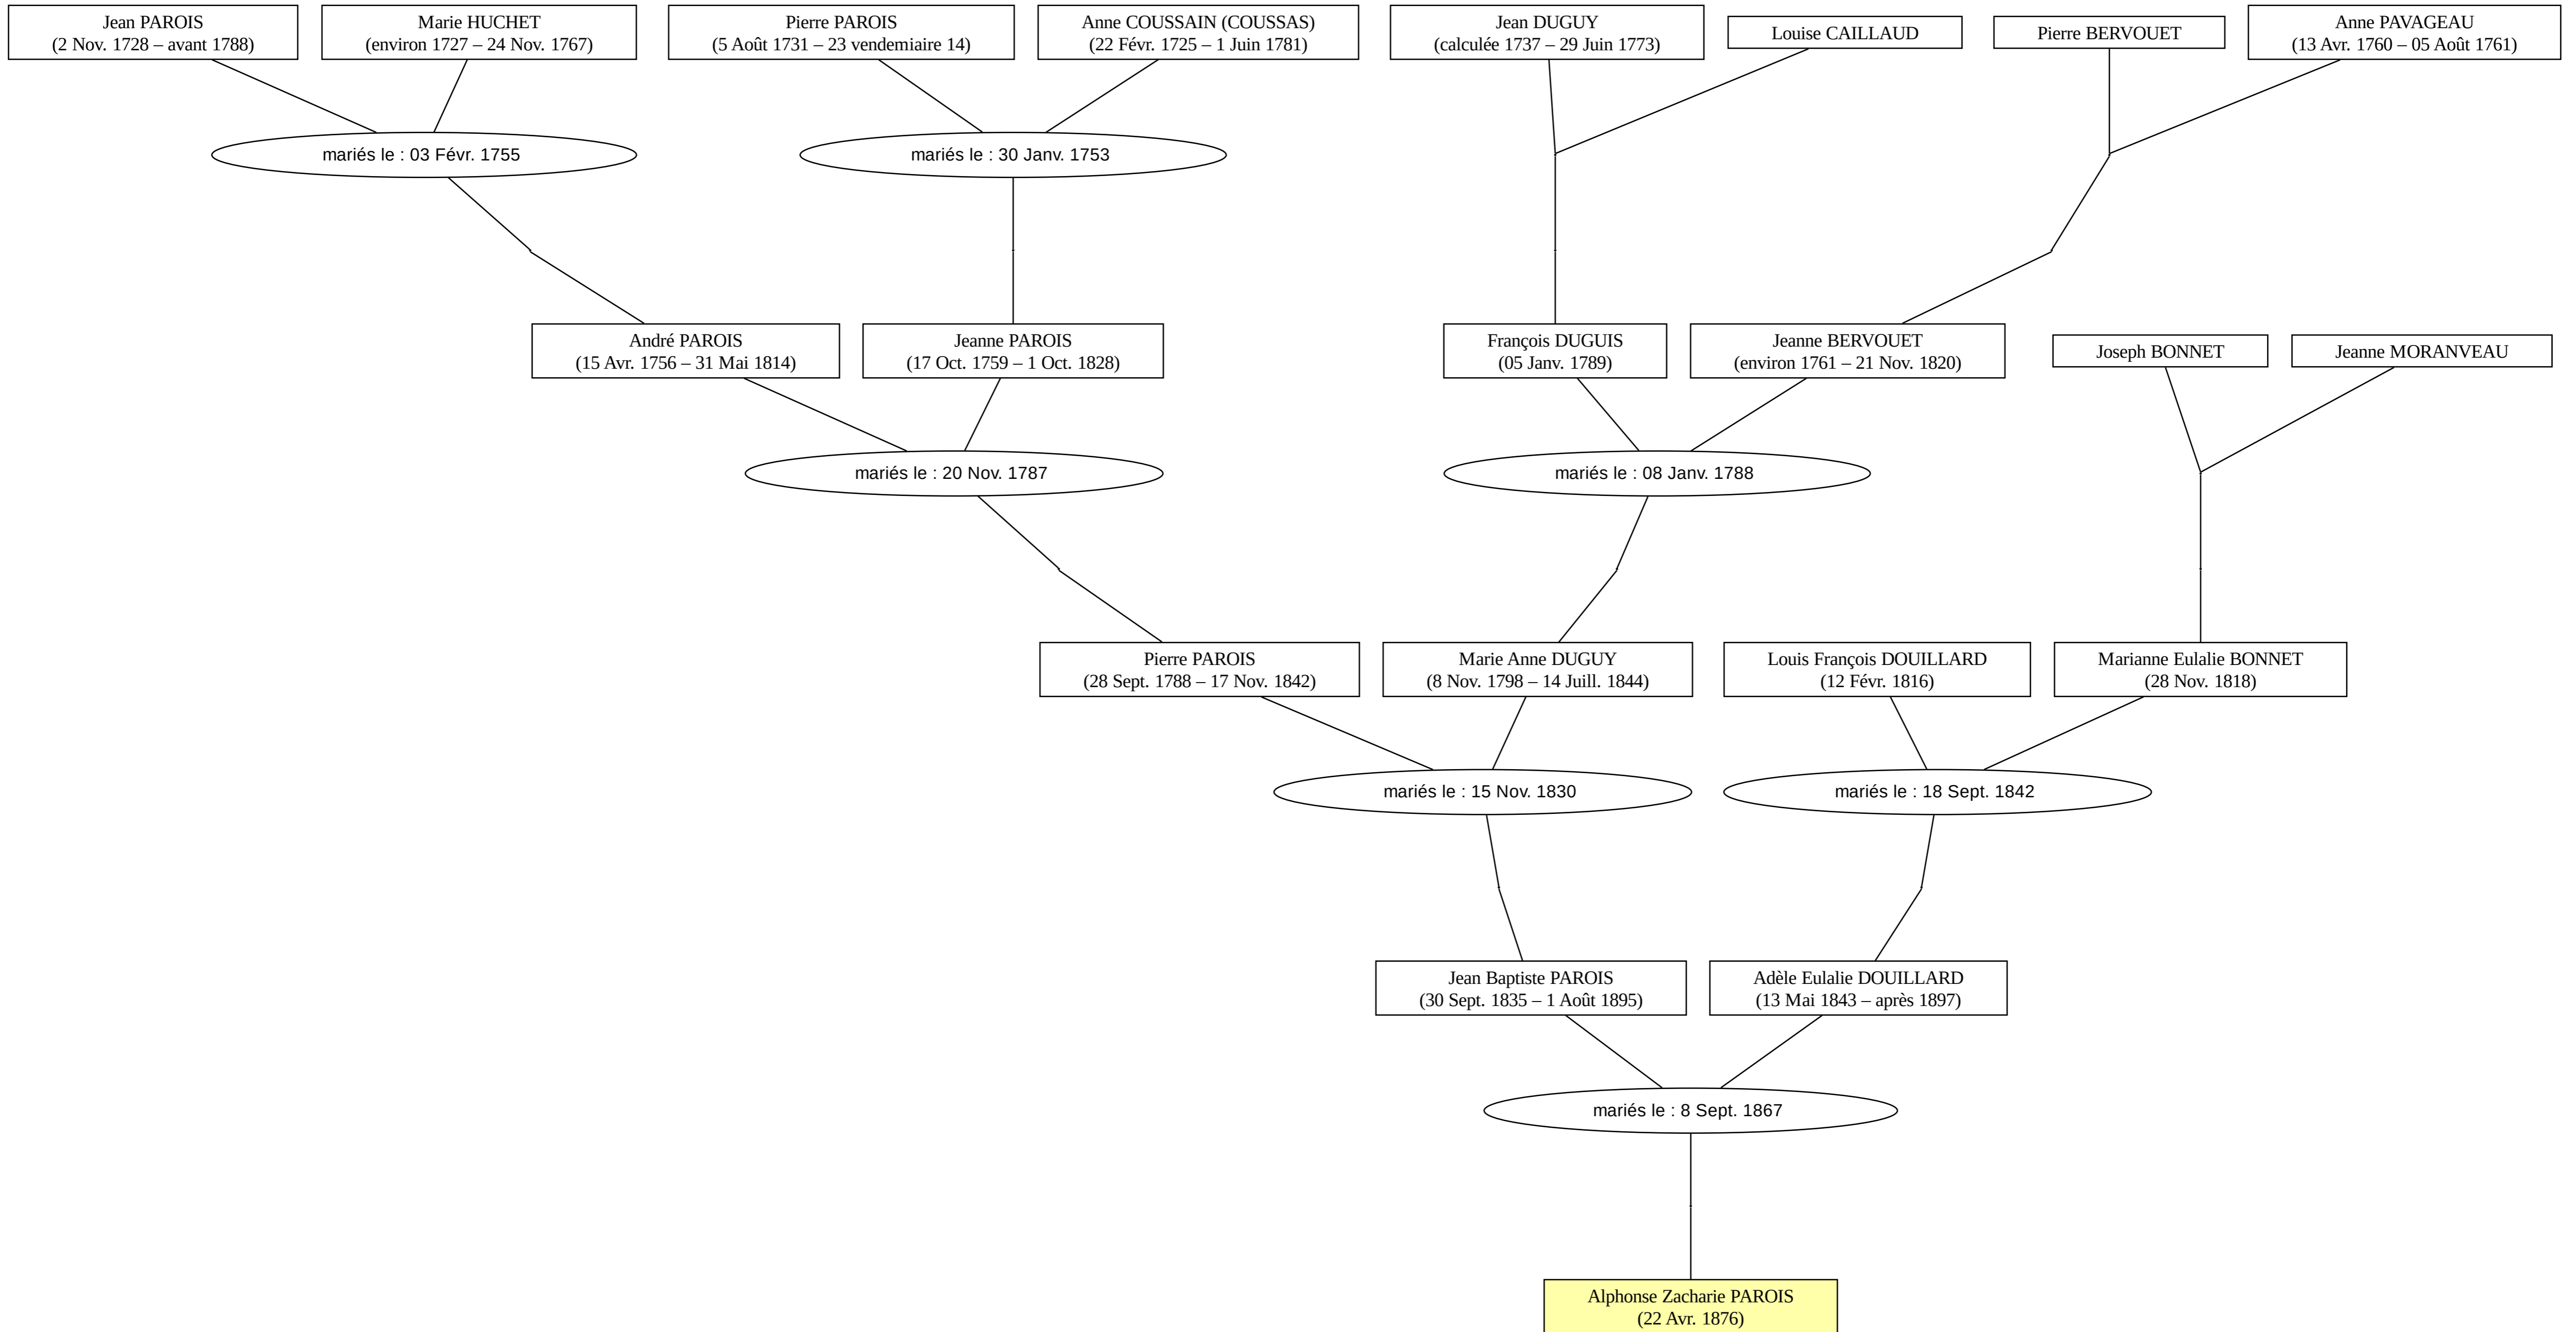 Jean PAROIS
(2 Nov. 1728 – avant 1788)
Marie HUCHET
(environ 1727 – 24 Nov. 1767)
Pierre PAROIS
(5 Août 1731 – 23 vendemiaire 14)
Anne COUSSAIN (COUSSAS)
(22 Févr. 1725 – 1 Juin 1781)
Jean DUGUY
(calculée 1737 – 29 Juin 1773)
Louise CAILLAUD
Pierre BERVOUET
Anne PAVAGEAU
(13 Avr. 1760 – 05 Août 1761)
mariés le : 03 Févr. 1755
mariés le : 30 Janv. 1753
André PAROIS
(15 Avr. 1756 – 31 Mai 1814)
Jeanne PAROIS
(17 Oct. 1759 – 1 Oct. 1828)
François DUGUIS
(05 Janv. 1789)
Jeanne BERVOUET
(environ 1761 – 21 Nov. 1820)
Joseph BONNET
Jeanne MORANVEAU
mariés le : 20 Nov. 1787
mariés le : 08 Janv. 1788
Pierre PAROIS
(28 Sept. 1788 – 17 Nov. 1842)
Marie Anne DUGUY
(8 Nov. 1798 – 14 Juill. 1844)
Louis François DOUILLARD
(12 Févr. 1816)
Marianne Eulalie BONNET
(28 Nov. 1818)
mariés le : 15 Nov. 1830
mariés le : 18 Sept. 1842
Jean Baptiste PAROIS
(30 Sept. 1835 – 1 Août 1895)
Adèle Eulalie DOUILLARD
(13 Mai 1843 – après 1897)
mariés le : 8 Sept. 1867
Alphonse Zacharie PAROIS
(22 Avr. 1876)